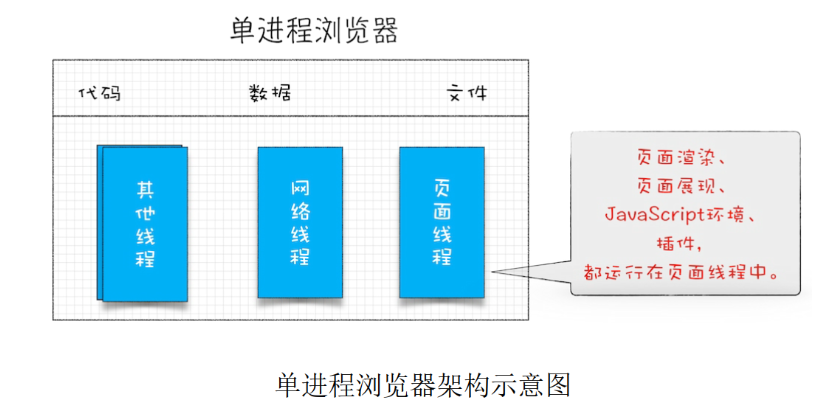 单进程浏览器
代码
数据
文件
其他线程
网络线程
页面线程
页面渲染、
页面展现、
JavaScript环境、
插件,
都运行在页面线程中。
单进程浏览器架构示意图